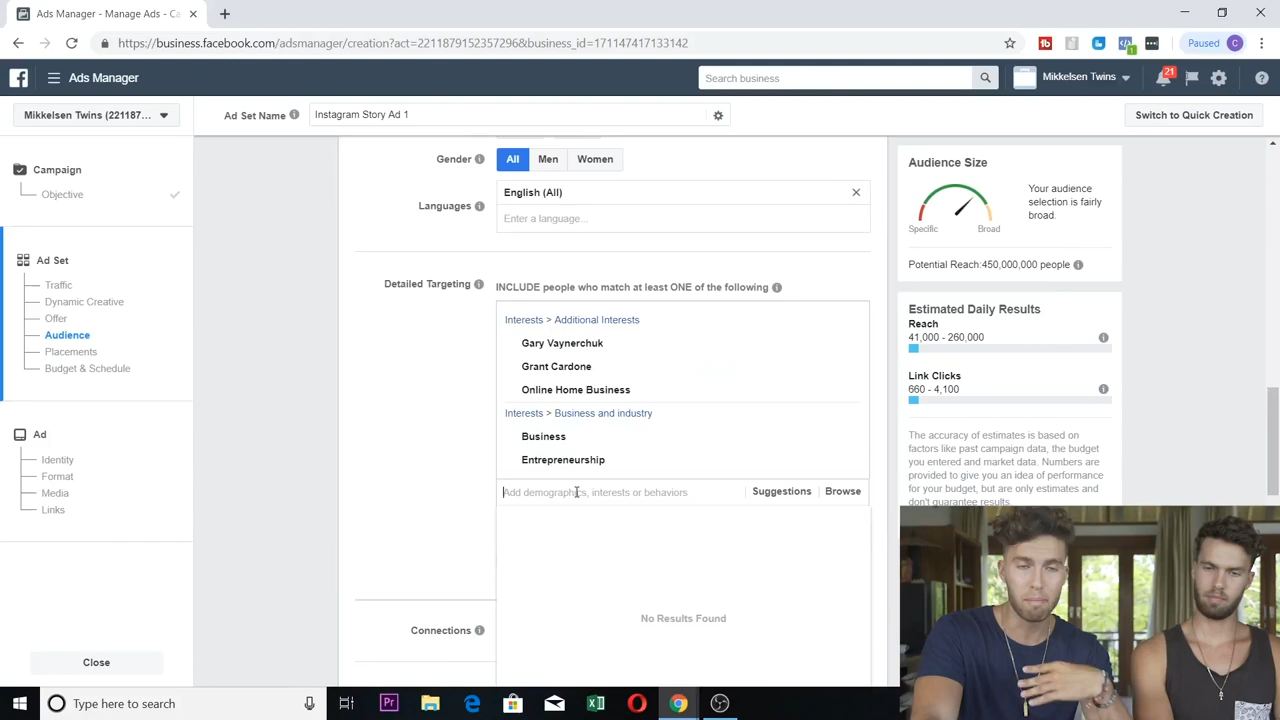 Ads Manager - Manage Ads - Ca
https://business.facebook.com/adsmanager/creation?act=2211879152357296&business_id=171147417133142
1
Paused
C
Ads Manager
Search business
Mikkelsen Twins
21
Mikkelsen Twins (221187...
Ad Set Name
Instagram Story Ad 1
Switch to Quick Creation
Campaign
Objective
Ad Set
Traffic
Dynamic Creative
Offer
Audience
Placements
Budget & Schedule
Ad
Identity
Format
Media
Links
Close
Gender
All
Men
Women
Languages
English (All)
Enter a language...
Detailed Targeting
INCLUDE people who match at least ONE of the following
Interests > Additional Interests
Gary Vaynerchuk
Grant Cardone
Online Home Business
Interests > Business and industry
Business
Entrepreneurship
Add demographics, interests or behaviors
Suggestions
Browse
No Results Found
Connections
Audience Size
Specific
Broad
Your audience
selection is fairly
broad.
Potential Reach:450,000,000 people
Estimated Daily Results
Reach
41,000 - 260,000
Link Clicks
660 - 4,100
The accuracy of estimates is based on
factors like past campaign data, the budget
you entered and market data. Numbers are
provided to give you an idea of performance
for your budget, but are only estimates and
don't guarantee results.
Type here to search
Pr